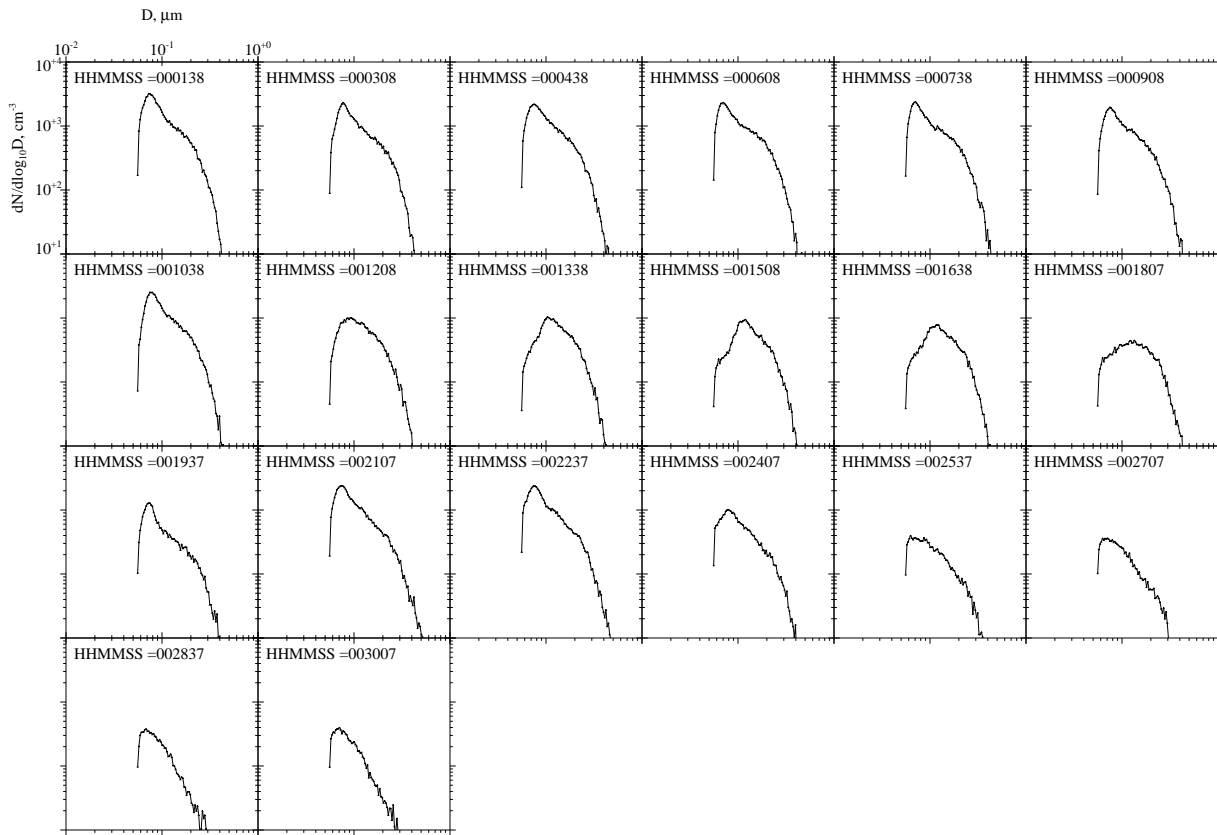 D, μm
10-2 10-1 10+0
10+4
HHMMSS =000138 HHMMSS =000308 HHMMSS =000438 HHMMSS =000608 HHMMSS =000738 HHMMSS =000908
dN/dlog10D, cm-3
10+3
10+2
10+1
HHMMSS =001038 HHMMSS =001208 HHMMSS =001338 HHMMSS =001508 HHMMSS =001638 HHMMSS =001807
HHMMSS =001937 HHMMSS =002107 HHMMSS =002237 HHMMSS =002407 HHMMSS =002537 HHMMSS =002707
HHMMSS =002837 HHMMSS =003007